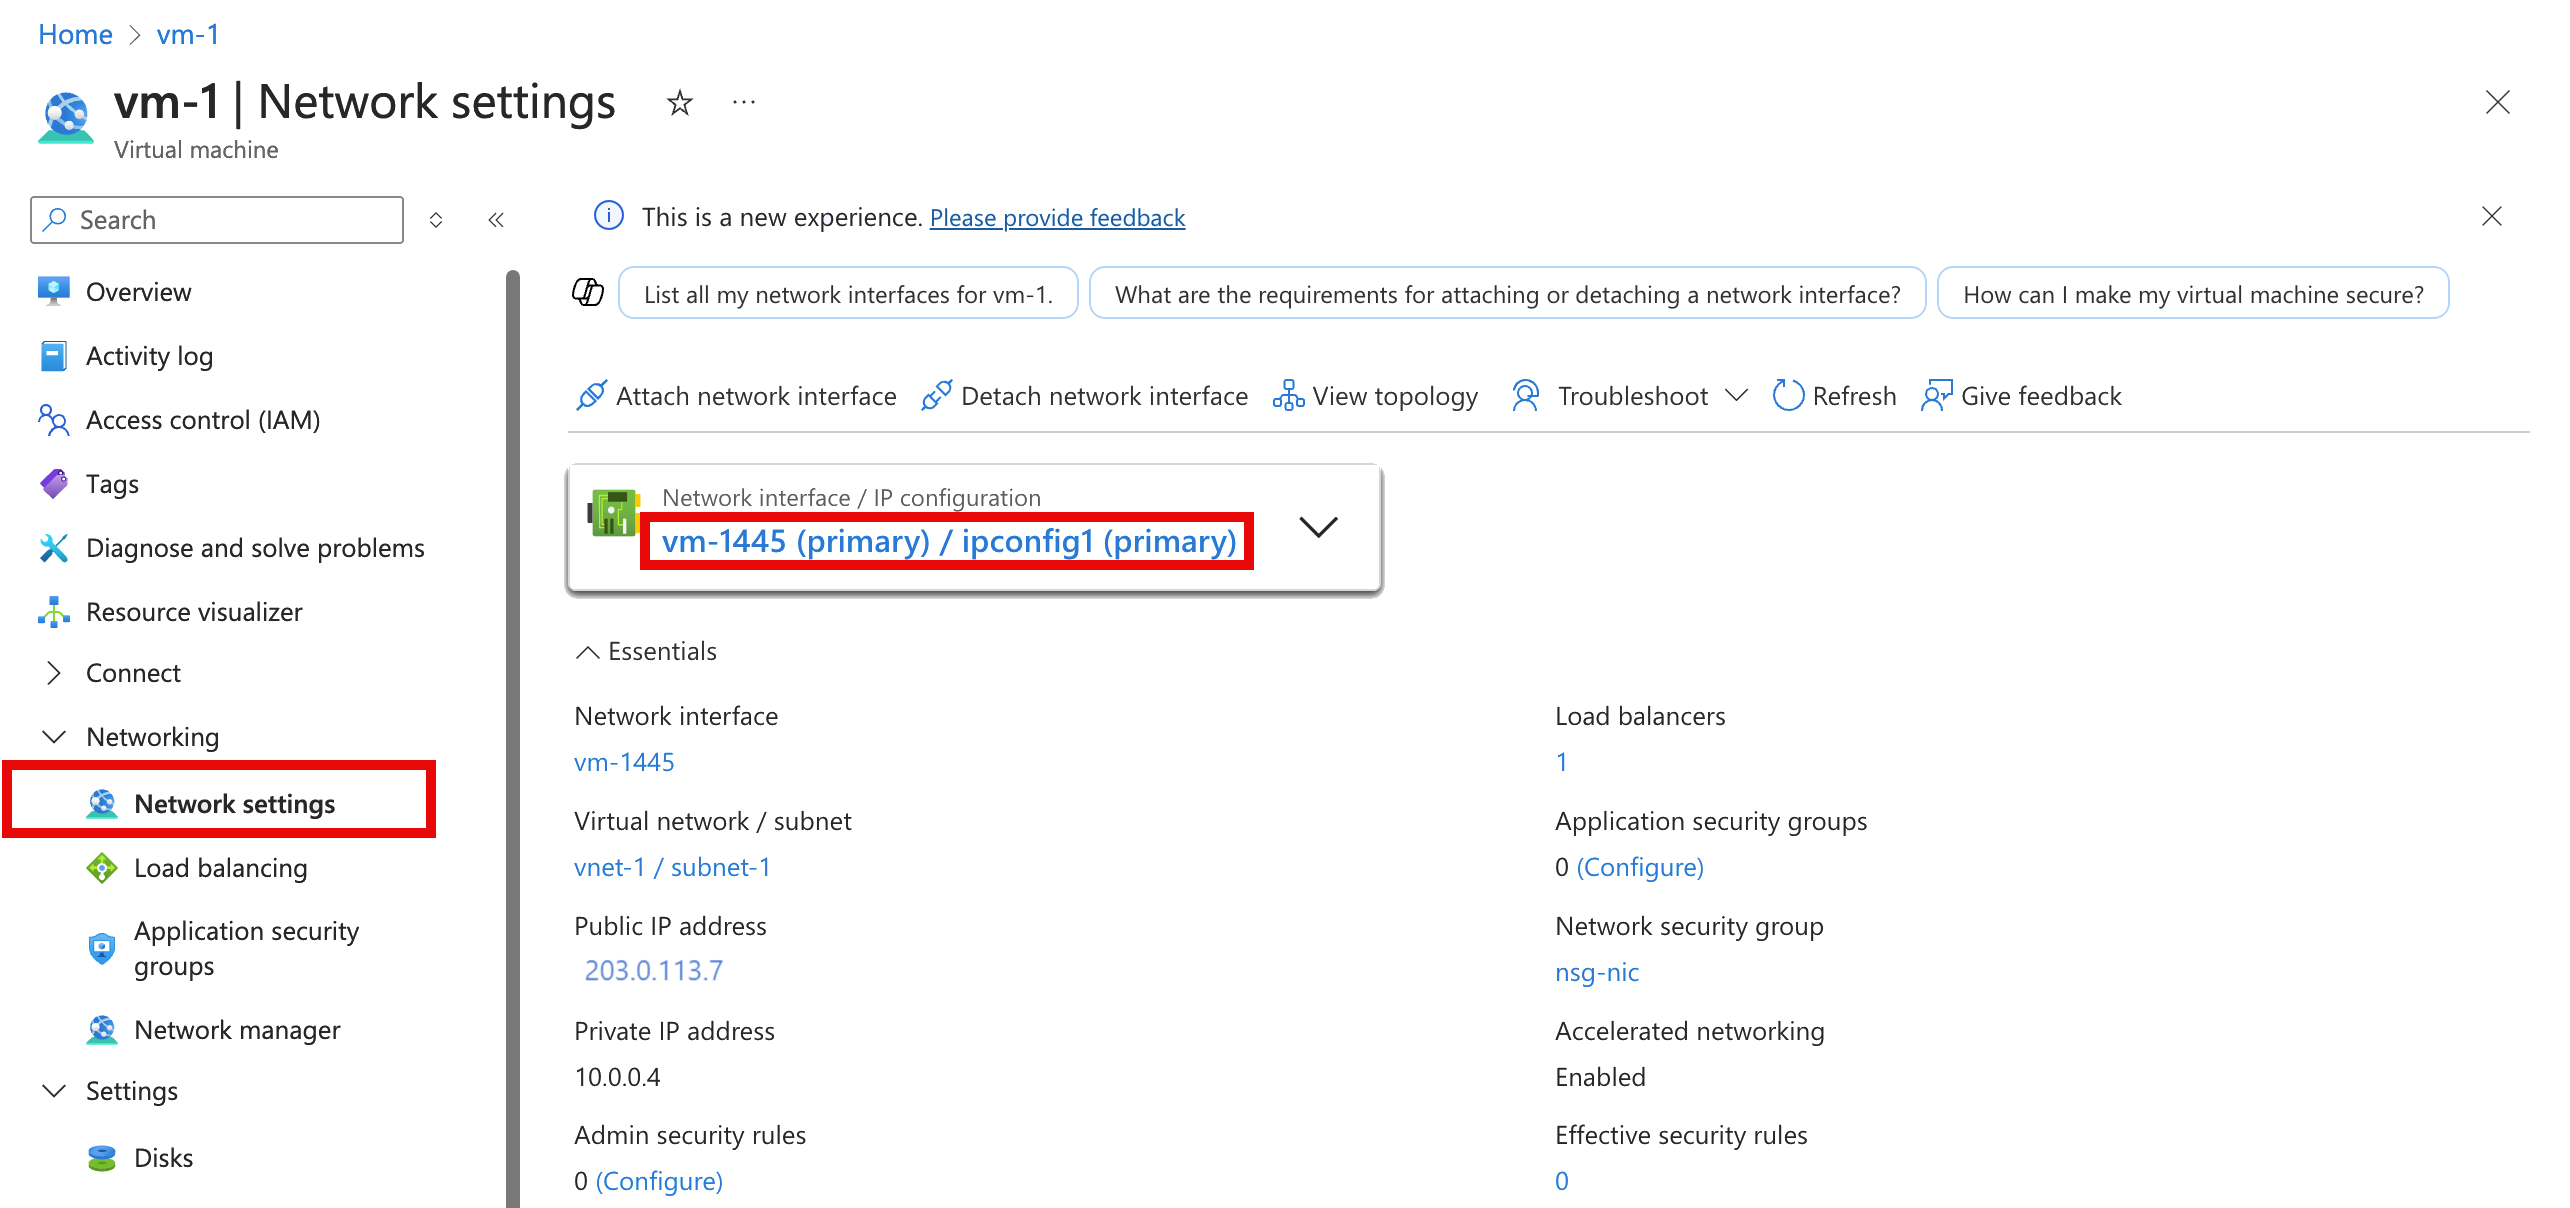 Home > vm-1
vm-1 | Network settings
Virtual machine
Search
Overview
Activity log
Access control (IAM)
Tags
Diagnose and solve problems
Resource visualizer
Connect
Networking
Network settings
Load balancing
Application security
groups
Network manager
Settings
Disks
This is a new experience. Please provide feedback
List all my network interfaces for vm-1.
What are the requirements for attaching or detaching a network interface?
How can I make my virtual machine secure?
Attach network interface
Detach network interface
View topology
Troubleshoot
Refresh
Give feedback
Network interface / IP configuration
vm-1445 (primary) / ipconfig1 (primary)
Essentials
Network interface
vm-1445
Virtual network / subnet
vnet-1 / subnet-1
Public IP address
203.0.113.7
Private IP address
10.0.0.4
Admin security rules
0 (Configure)
Load balancers
1
Application security groups
0 (Configure)
Network security group
nsg-nic
Accelerated networking
Enabled
Effective security rules
0